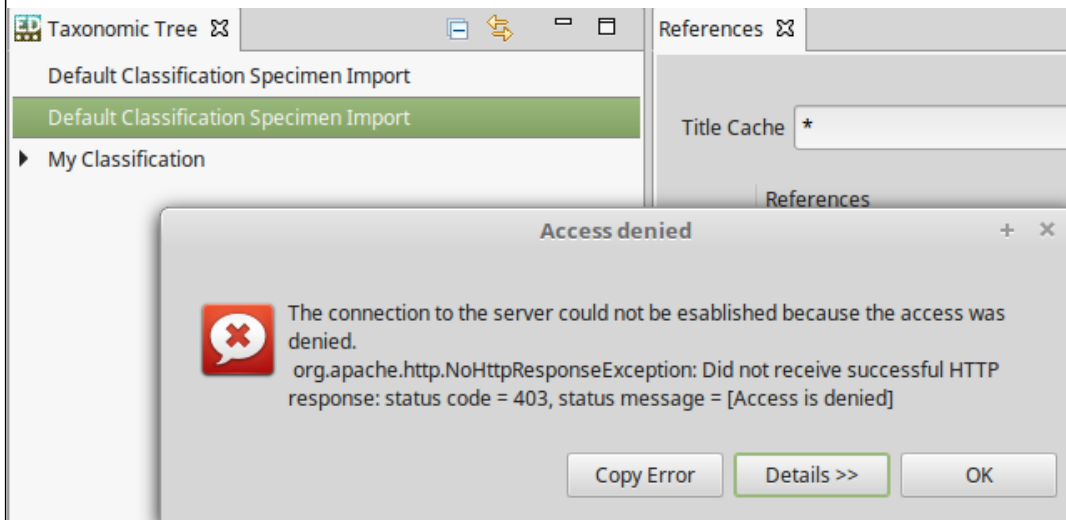 Taxonomic Tree
References
Default Classification Specimen Import
Default Classification Specimen Import
My Classification
Title Cache *
References
Access denied
The connection to the server could not be esablished because the access was
denied.
org.apache.http.NoHttpResponseException: Did not receive successful HTTP
response: status code = 403, status message = [Access is denied]
Copy Error
Details >>
OK